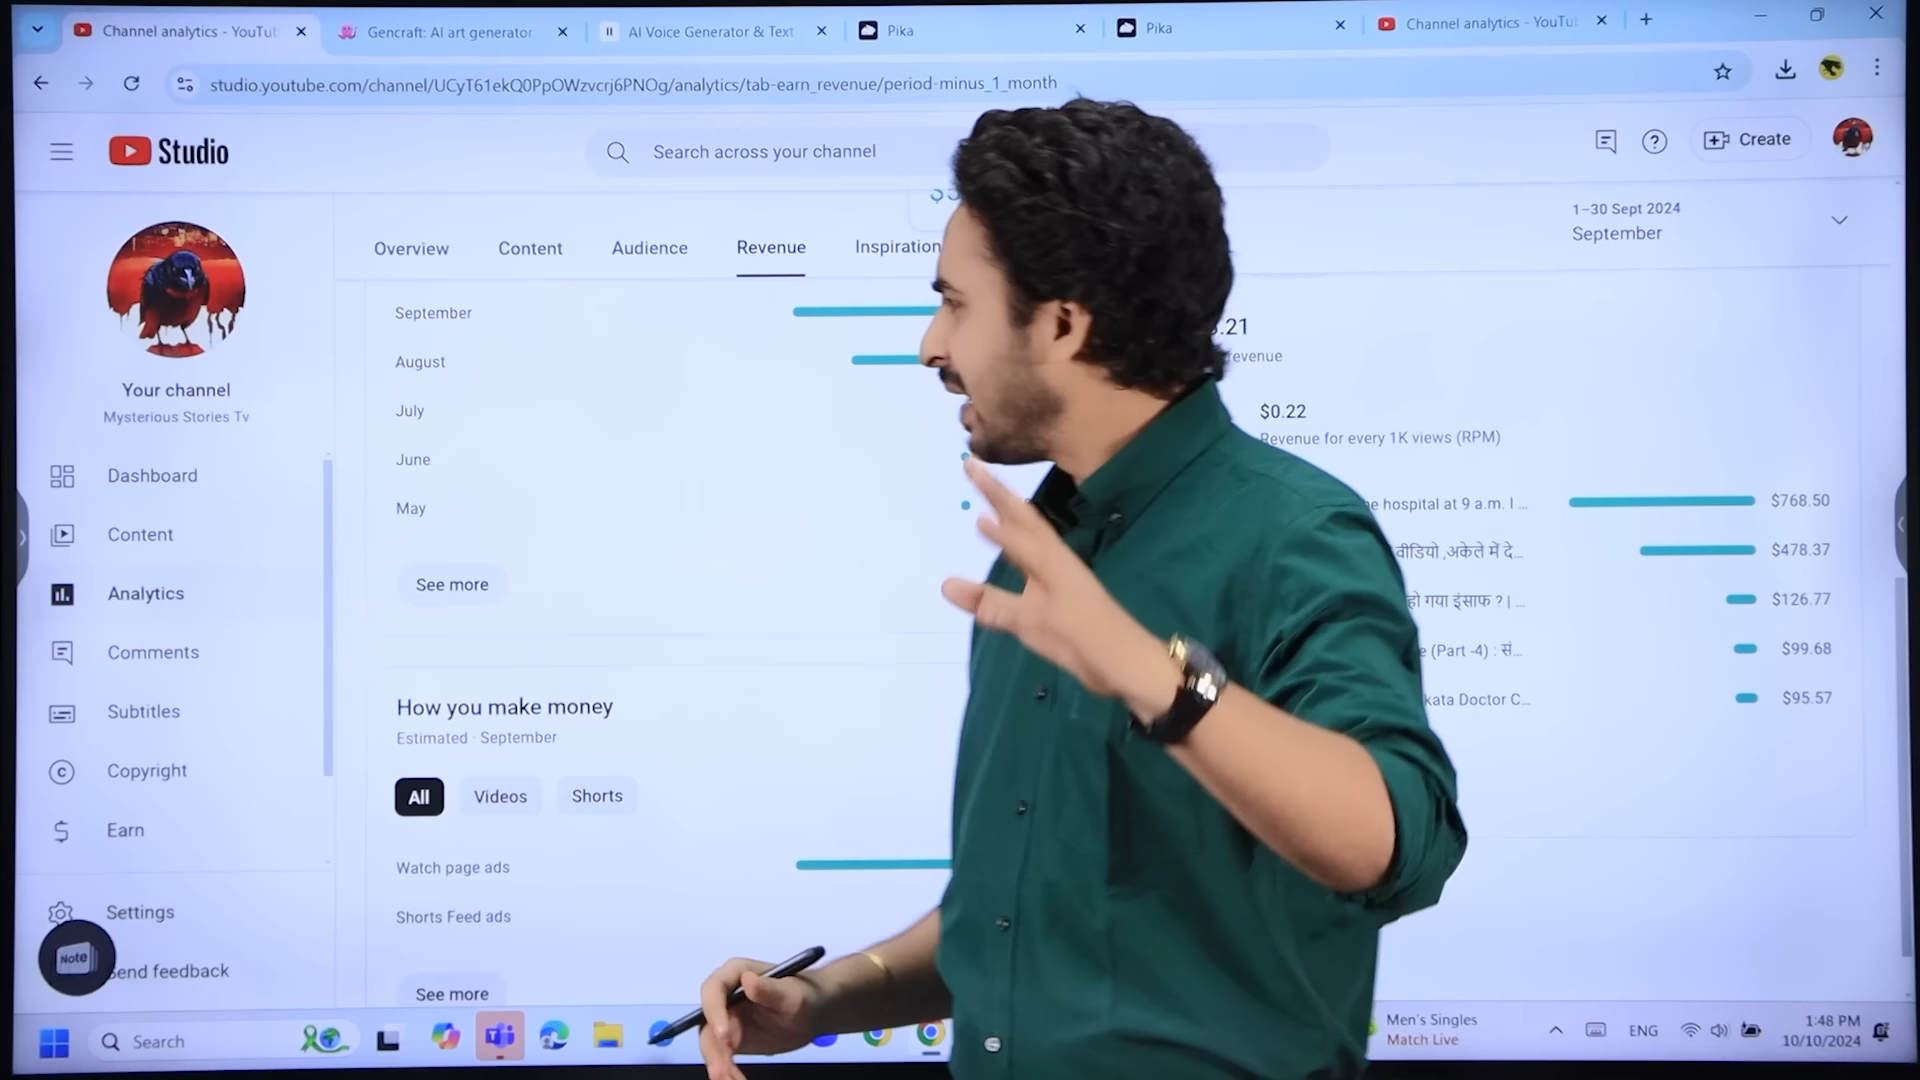 Channel analytics - YouTu
Gencraft: AI art generator,
AI Voice Generator & Text
Pika
Pika
Channel analytics - YouTu
studio.youtube.com/channel/UCyT61ekQ0PpOWzvcrj6PNOg/analytics/tab-earn_revenue/period-minus_1_month
Studio
Search across your channel
Create
1–30 Sept 2024
September
Overview
Content
Audience
Revenue
Inspiration
September
August
July
June
May
See more
.21
revenue
$0.22
Revenue for every 1K views (RPM)
hospital at 9 a.m. I ...
$768.50
वीडियो ,अकेले में दे...
$478.37
हो गया इंसाफ ? | ...
$126.77
(Part -4) : सं...
$99.68
kata Doctor C...
$95.57
Your channel
Mysterious Stories Tv
Dashboard
Content
Analytics
Comments
Subtitles
Copyright
Earn
Settings
Send feedback
Note
How you make money
Estimated · September
All
Videos
Shorts
Watch page ads
Shorts Feed ads
See more
Search
Men's Singles
Match Live
ENG
1:48 PM
10/10/2024